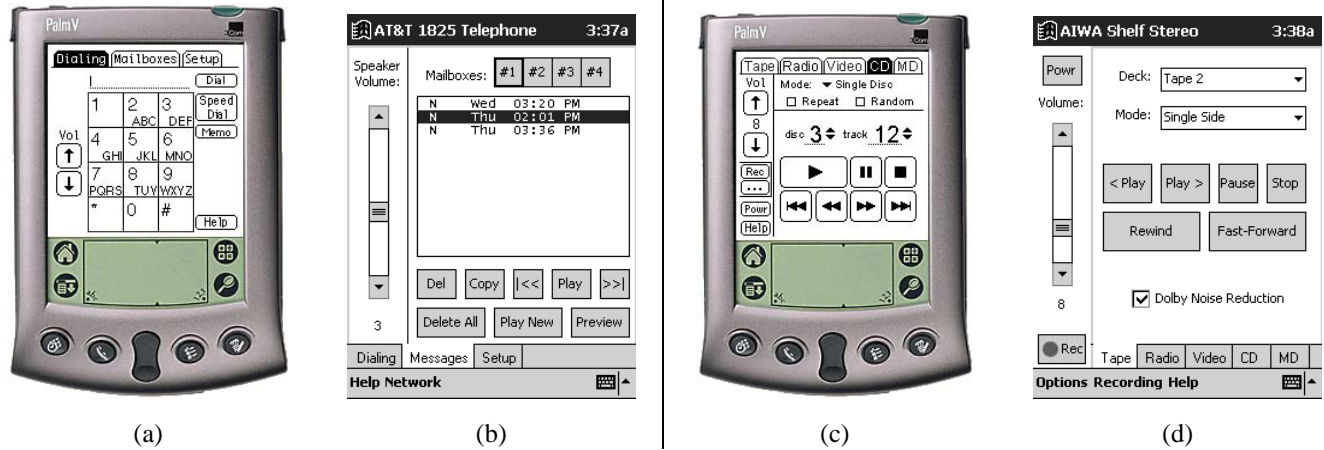 PalmV
3Com
Dialing Mailboxes Setup
Dial
1 2 ABC 3 DEF
Speed Dial
Vol
4 GHI 5 JKL 6 MNO
Memo
7 PQRS 8 TUV 9 WXYZ
* 0 #
Help
(a)
AT&T 1825 Telephone 3:37a
Speaker Volume:
Mailboxes: #1 #2 #3 #4
N Wed 03:20 PM
N Thu 02:01 PM
N Thu 03:36 PM
Del Copy |<< Play >>|
3
Delete All Play New Preview
Dialing Messages Setup
Help Network
(b)
PalmV
3Com
Tape Radio Video CD MD
Vol
Mode: Single Disc
Repeat Random
8
disc 3 track 12
Rec
...
Powr
Help
(c)
AIWA Shelf Stereo 3:38a
Powr
Deck: Tape 2
Volume:
Mode: Single Side
< Play Play > Pause Stop
Rewind Fast-Forward
8
Dolby Noise Reduction
Rec
Tape Radio Video CD MD
Options Recording Help
(d)